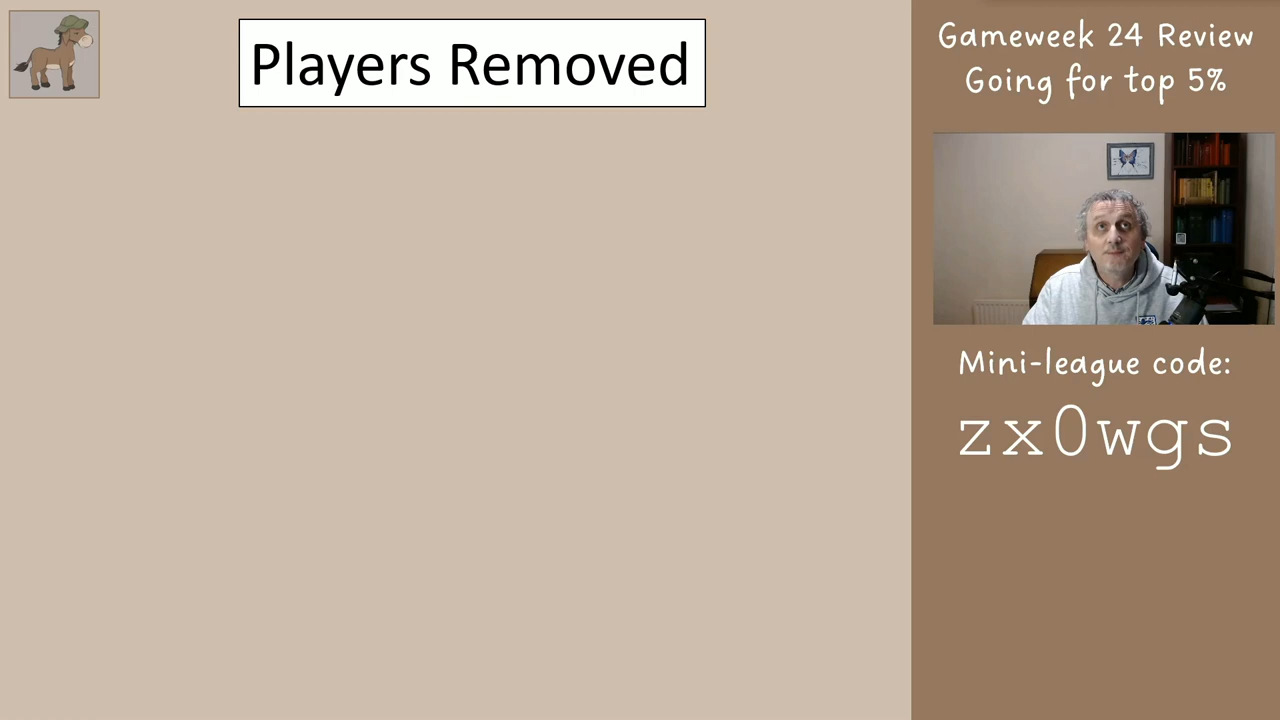 Players Removed
Gameweek 24 Review
Going for top 5%
Mini-league code:
zx0wgs